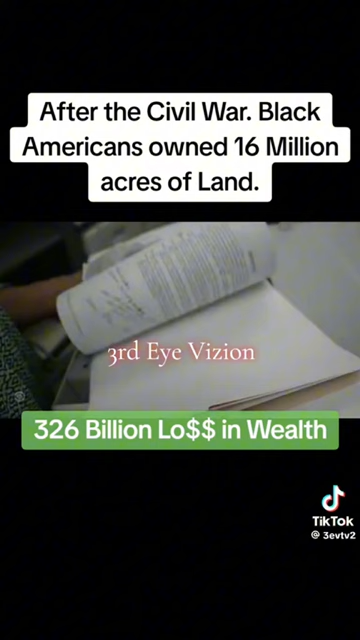 After the Civil War. Black
Americans owned 16 Million
acres of Land.
3rd Eye Vizion
326 Billion Lo$$ in Wealth
TikTok
@ 3evtv2